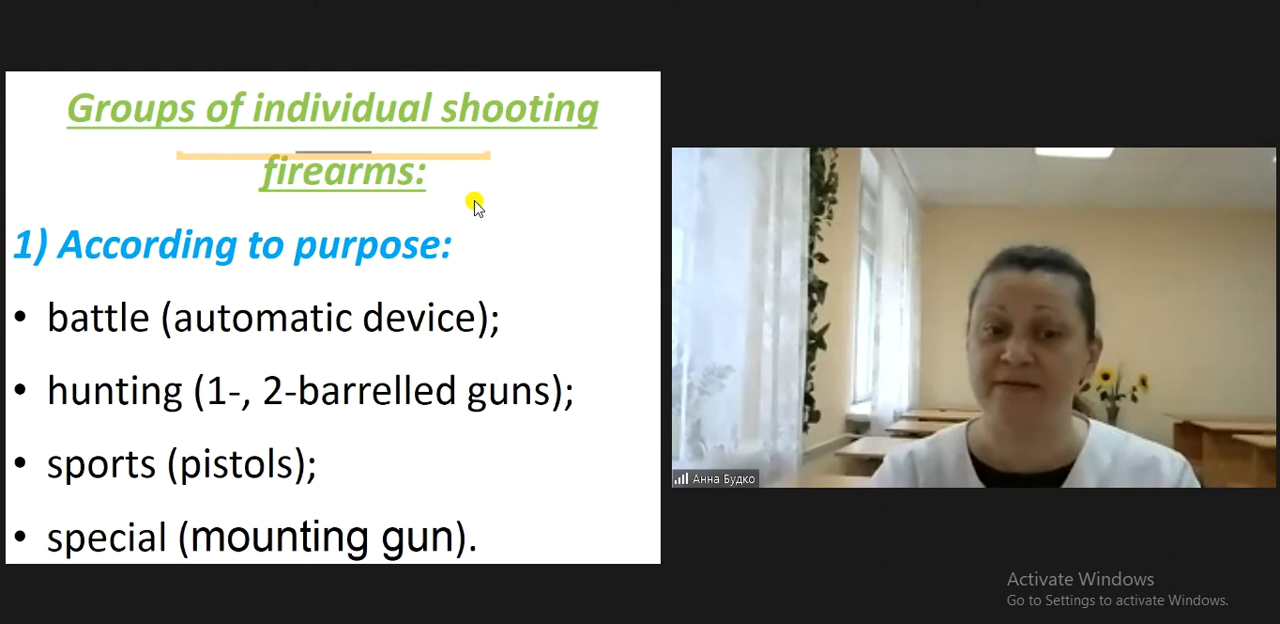 Groups of individual shooting
firearms:
1) According to purpose:
• battle (automatic device);
• hunting (1-, 2-barrelled guns);
• sports (pistols);
• special (mounting gun).
Анна Будко
Activate Windows
Go to Settings to activate Windows.